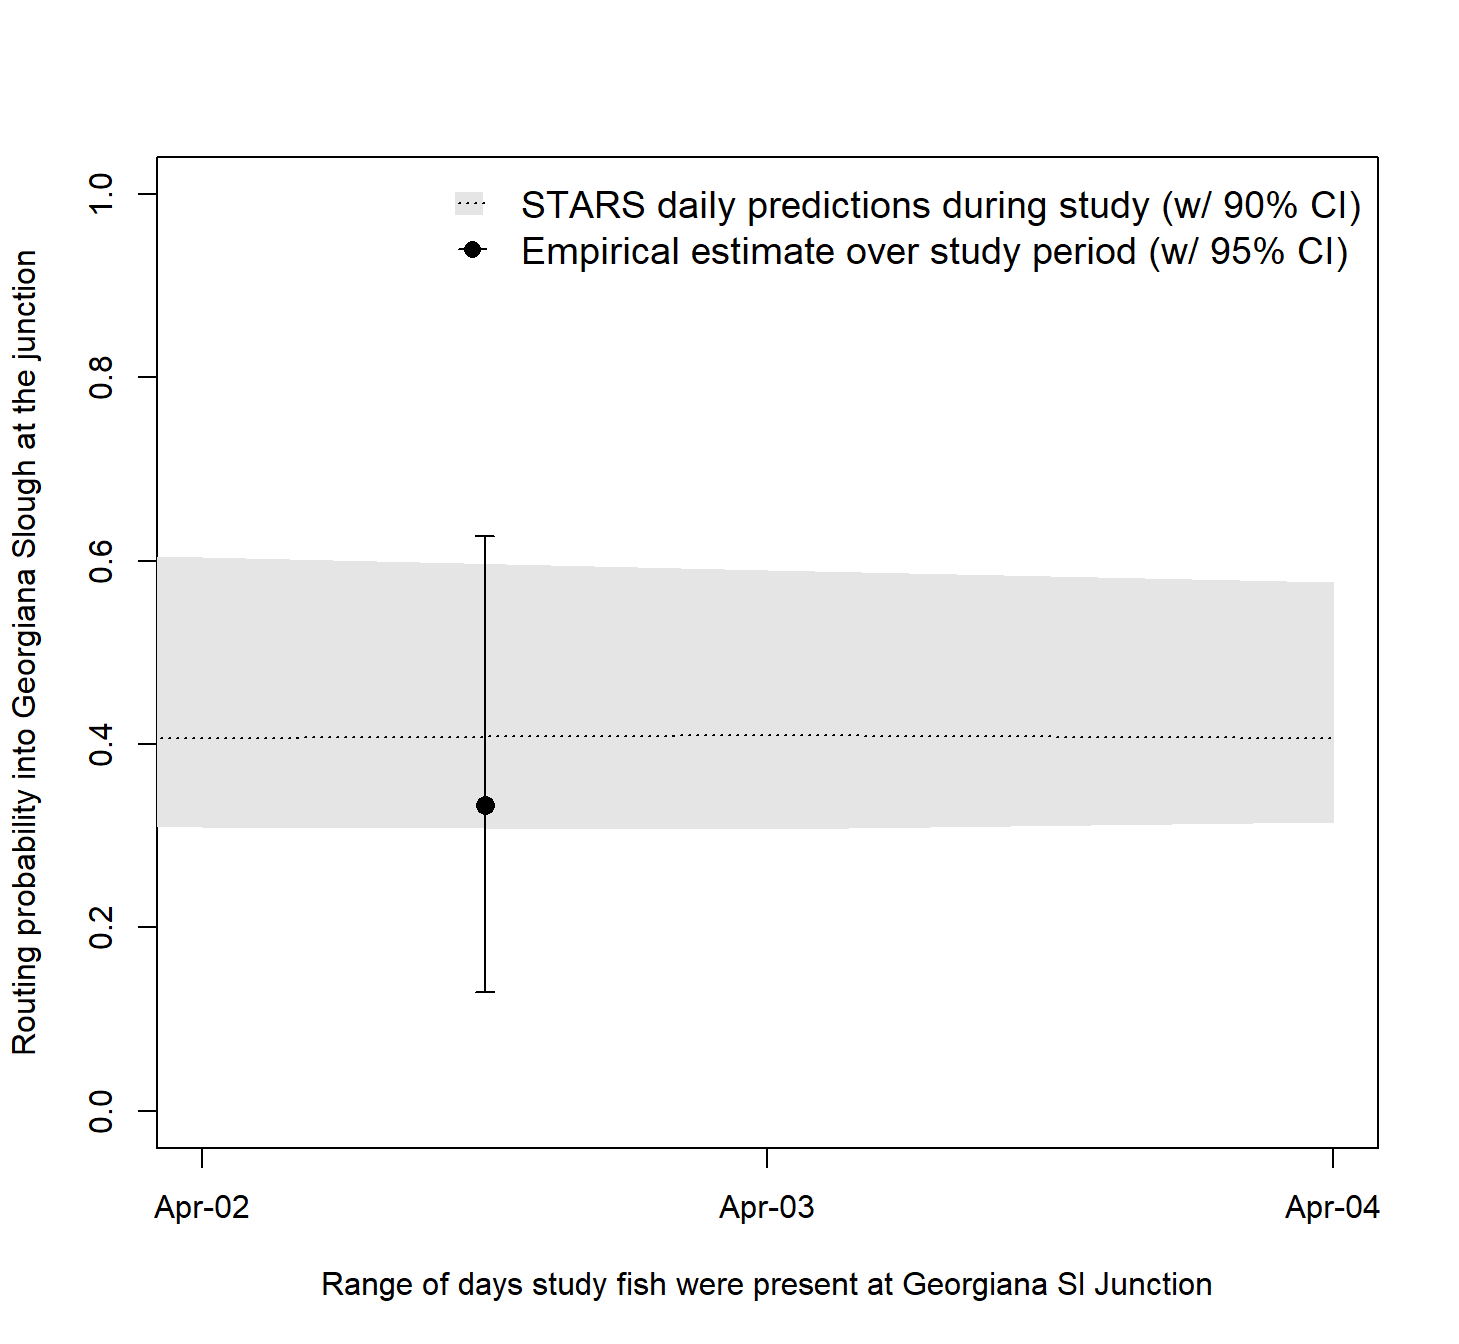 STARS daily predictions during study (w/ 90% CI)
Empirical estimate over study period (w/ 95% CI)
Routing probability into Georgiana Slough at the junction
1.0
0.8
0.6
0.4
0.2
0.0
Apr-02 Apr-03 Apr-04
Range of days study fish were present at Georgiana Sl Junction